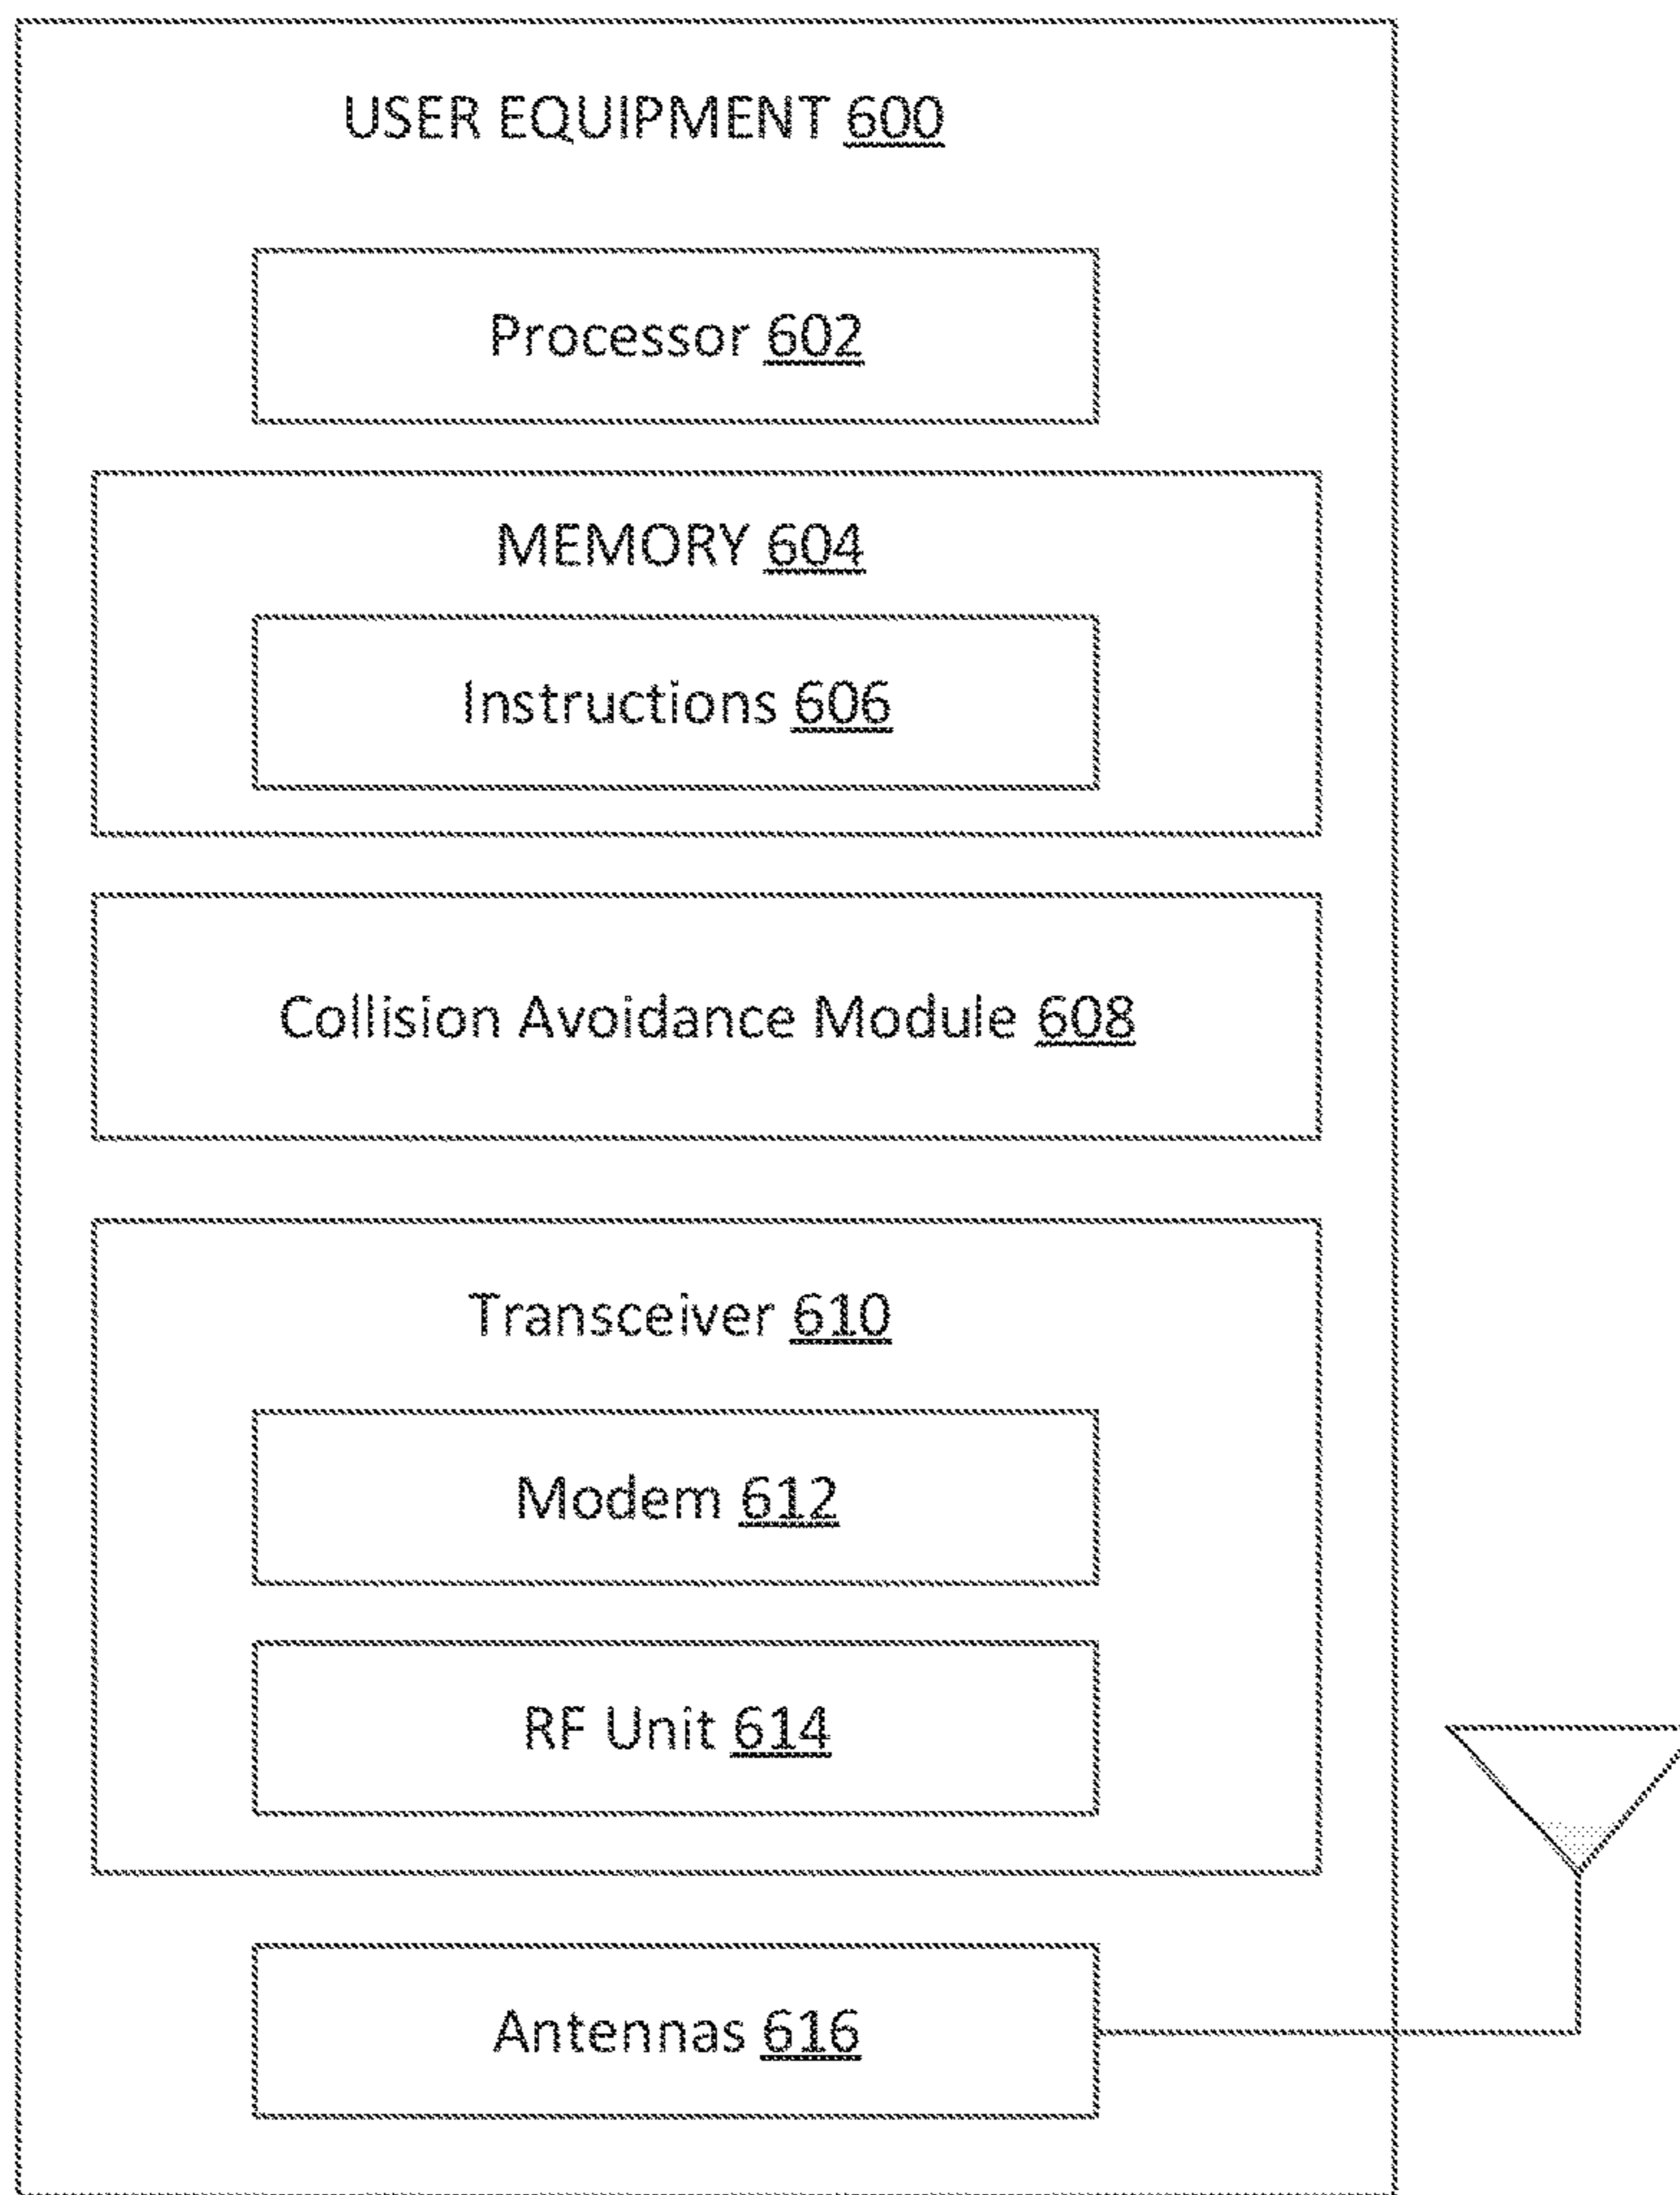 USER EQUIPMENT 600
Processor 602
MEMORY 604
Instructions 606
Collision Avoidance Module 608
Transceiver 610
Modem 612
RF Unit 614
Antennas 616